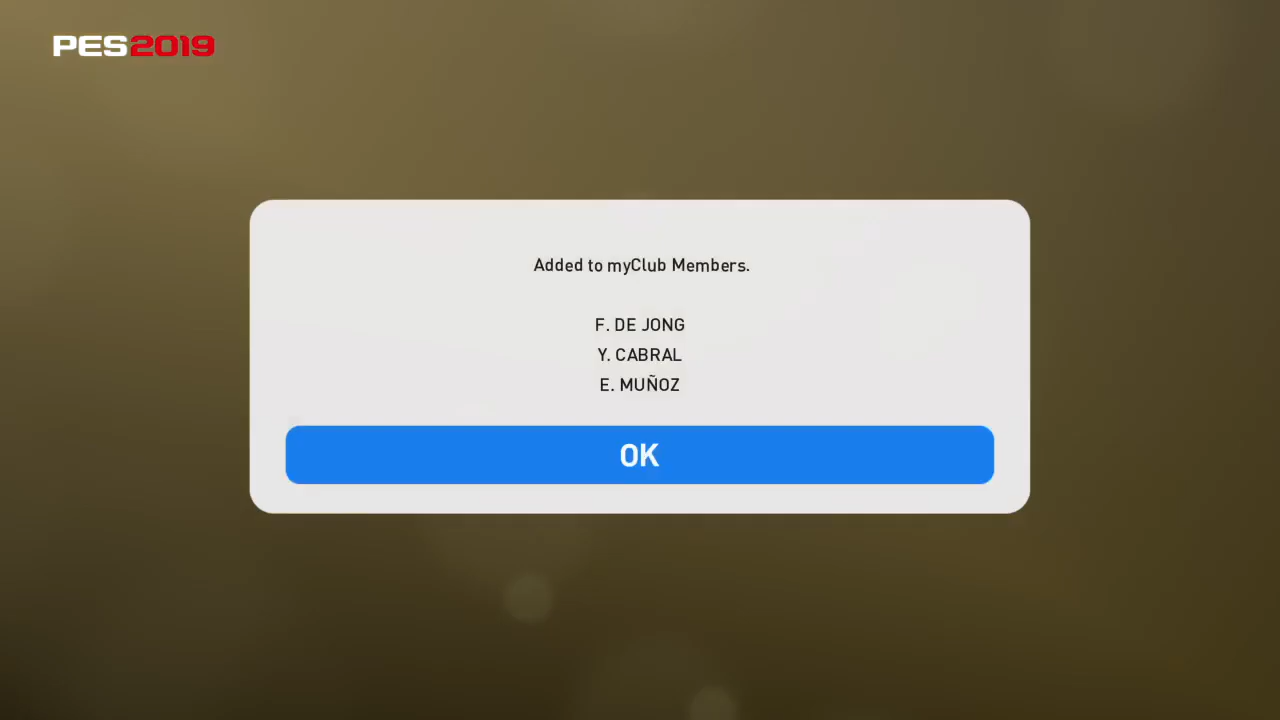 PES2019
Added to myClub Members.
F. DE JONG
Y. CABRAL
E. MUÑOZ
OK